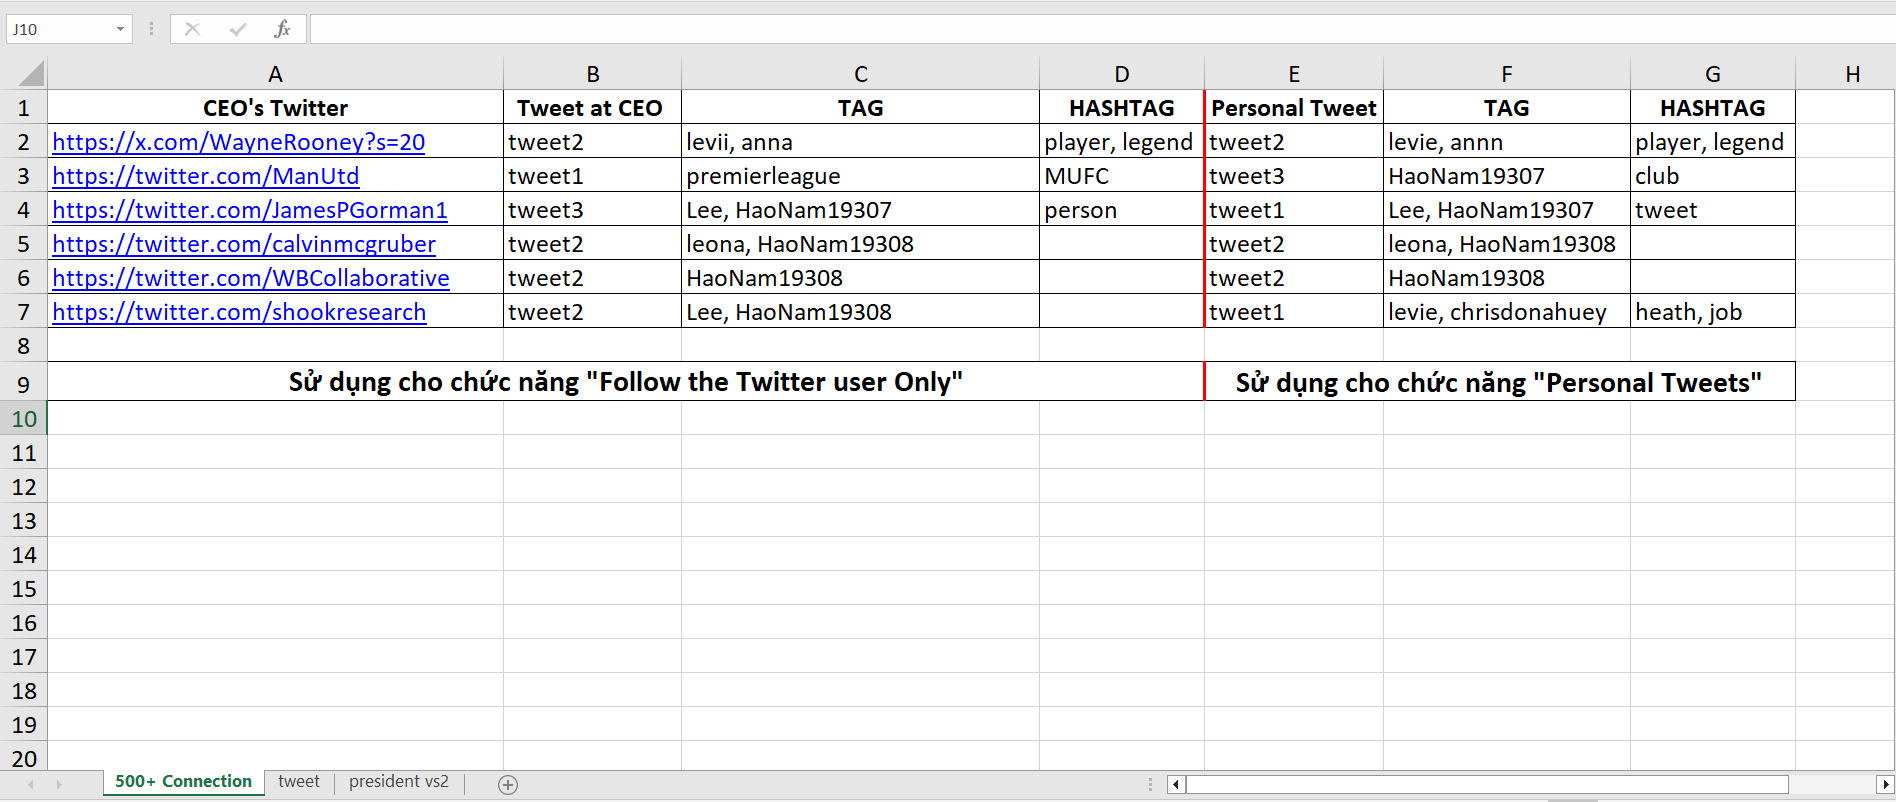 J10 fx
A B C D E F G H
1 CEO's Twitter Tweet at CEO TAG HASHTAG Personal Tweet TAG HASHTAG
2 https://x.com/WayneRooney?s=20 tweet2 levii, anna player, legend tweet2 levie, annn player, legend
3 https://twitter.com/ManUtd tweet1 premierleague MUFC tweet3 HaoNam19307 club
4 https://twitter.com/JamesPGorman1 tweet3 Lee, HaoNam19307 person tweet1 Lee, HaoNam19307 tweet
5 https://twitter.com/calvinmcgruber tweet2 leona, HaoNam19308 tweet2 leona, HaoNam19308
6 https://twitter.com/WBCollaborative tweet2 HaoNam19308 tweet2 HaoNam19308
7 https://twitter.com/shookresearch tweet2 Lee, HaoNam19308 tweet1 levie, chrisdonahuey heath, job
8
9 Sử dụng cho chức năng "Follow the Twitter user Only" Sử dụng cho chức năng "Personal Tweets"
10
11
12
13
14
15
16
17
18
19
20
500+ Connection tweet president vs2